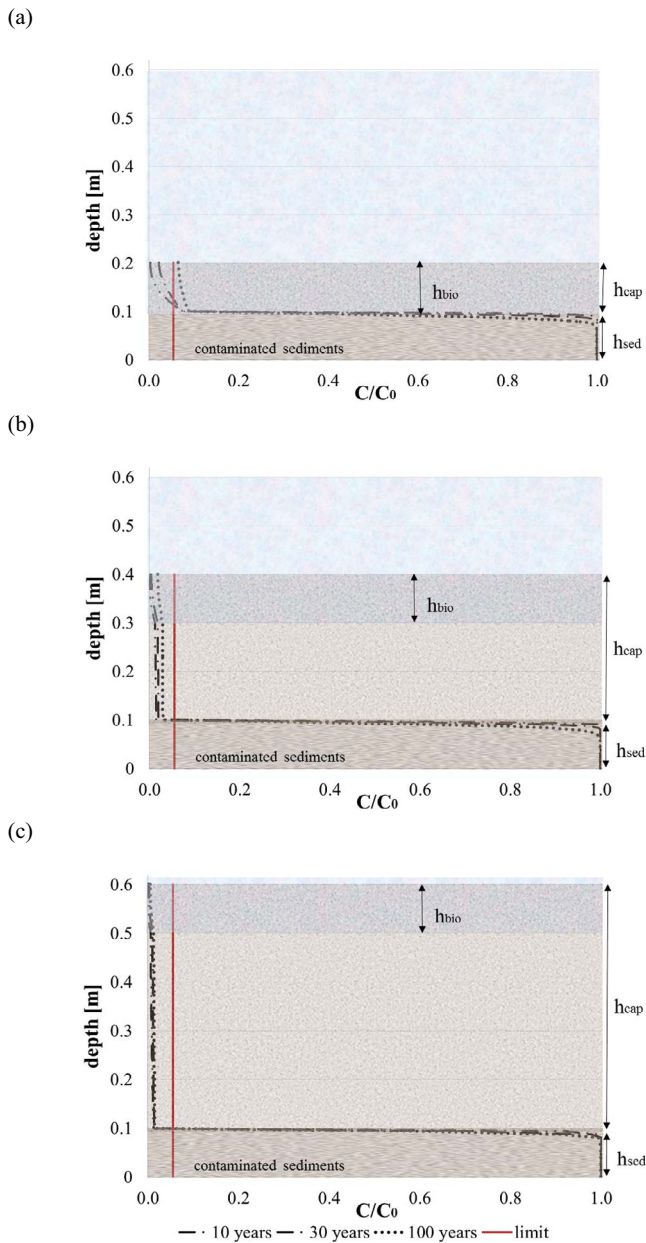 (a)
0.6
0.5
0.4
0.3
0.2
0.1
0
depth [m]
hbio
hcap
hsed
contaminated sediments
0.0 0.2 0.4 0.6 0.8 1.0
C/C0
(b)
0.6
0.5
0.4
0.3
0.2
0.1
0
depth [m]
hbio
hcap
hsed
contaminated sediments
0.0 0.2 0.4 0.6 0.8 1.0
C/C0
(c)
0.6
0.5
0.4
0.3
0.2
0.1
0
depth [m]
hbio
hcap
hsed
contaminated sediments
0.0 0.2 0.4 0.6 0.8 1.0
C/C0
10 years 30 years 100 years limit